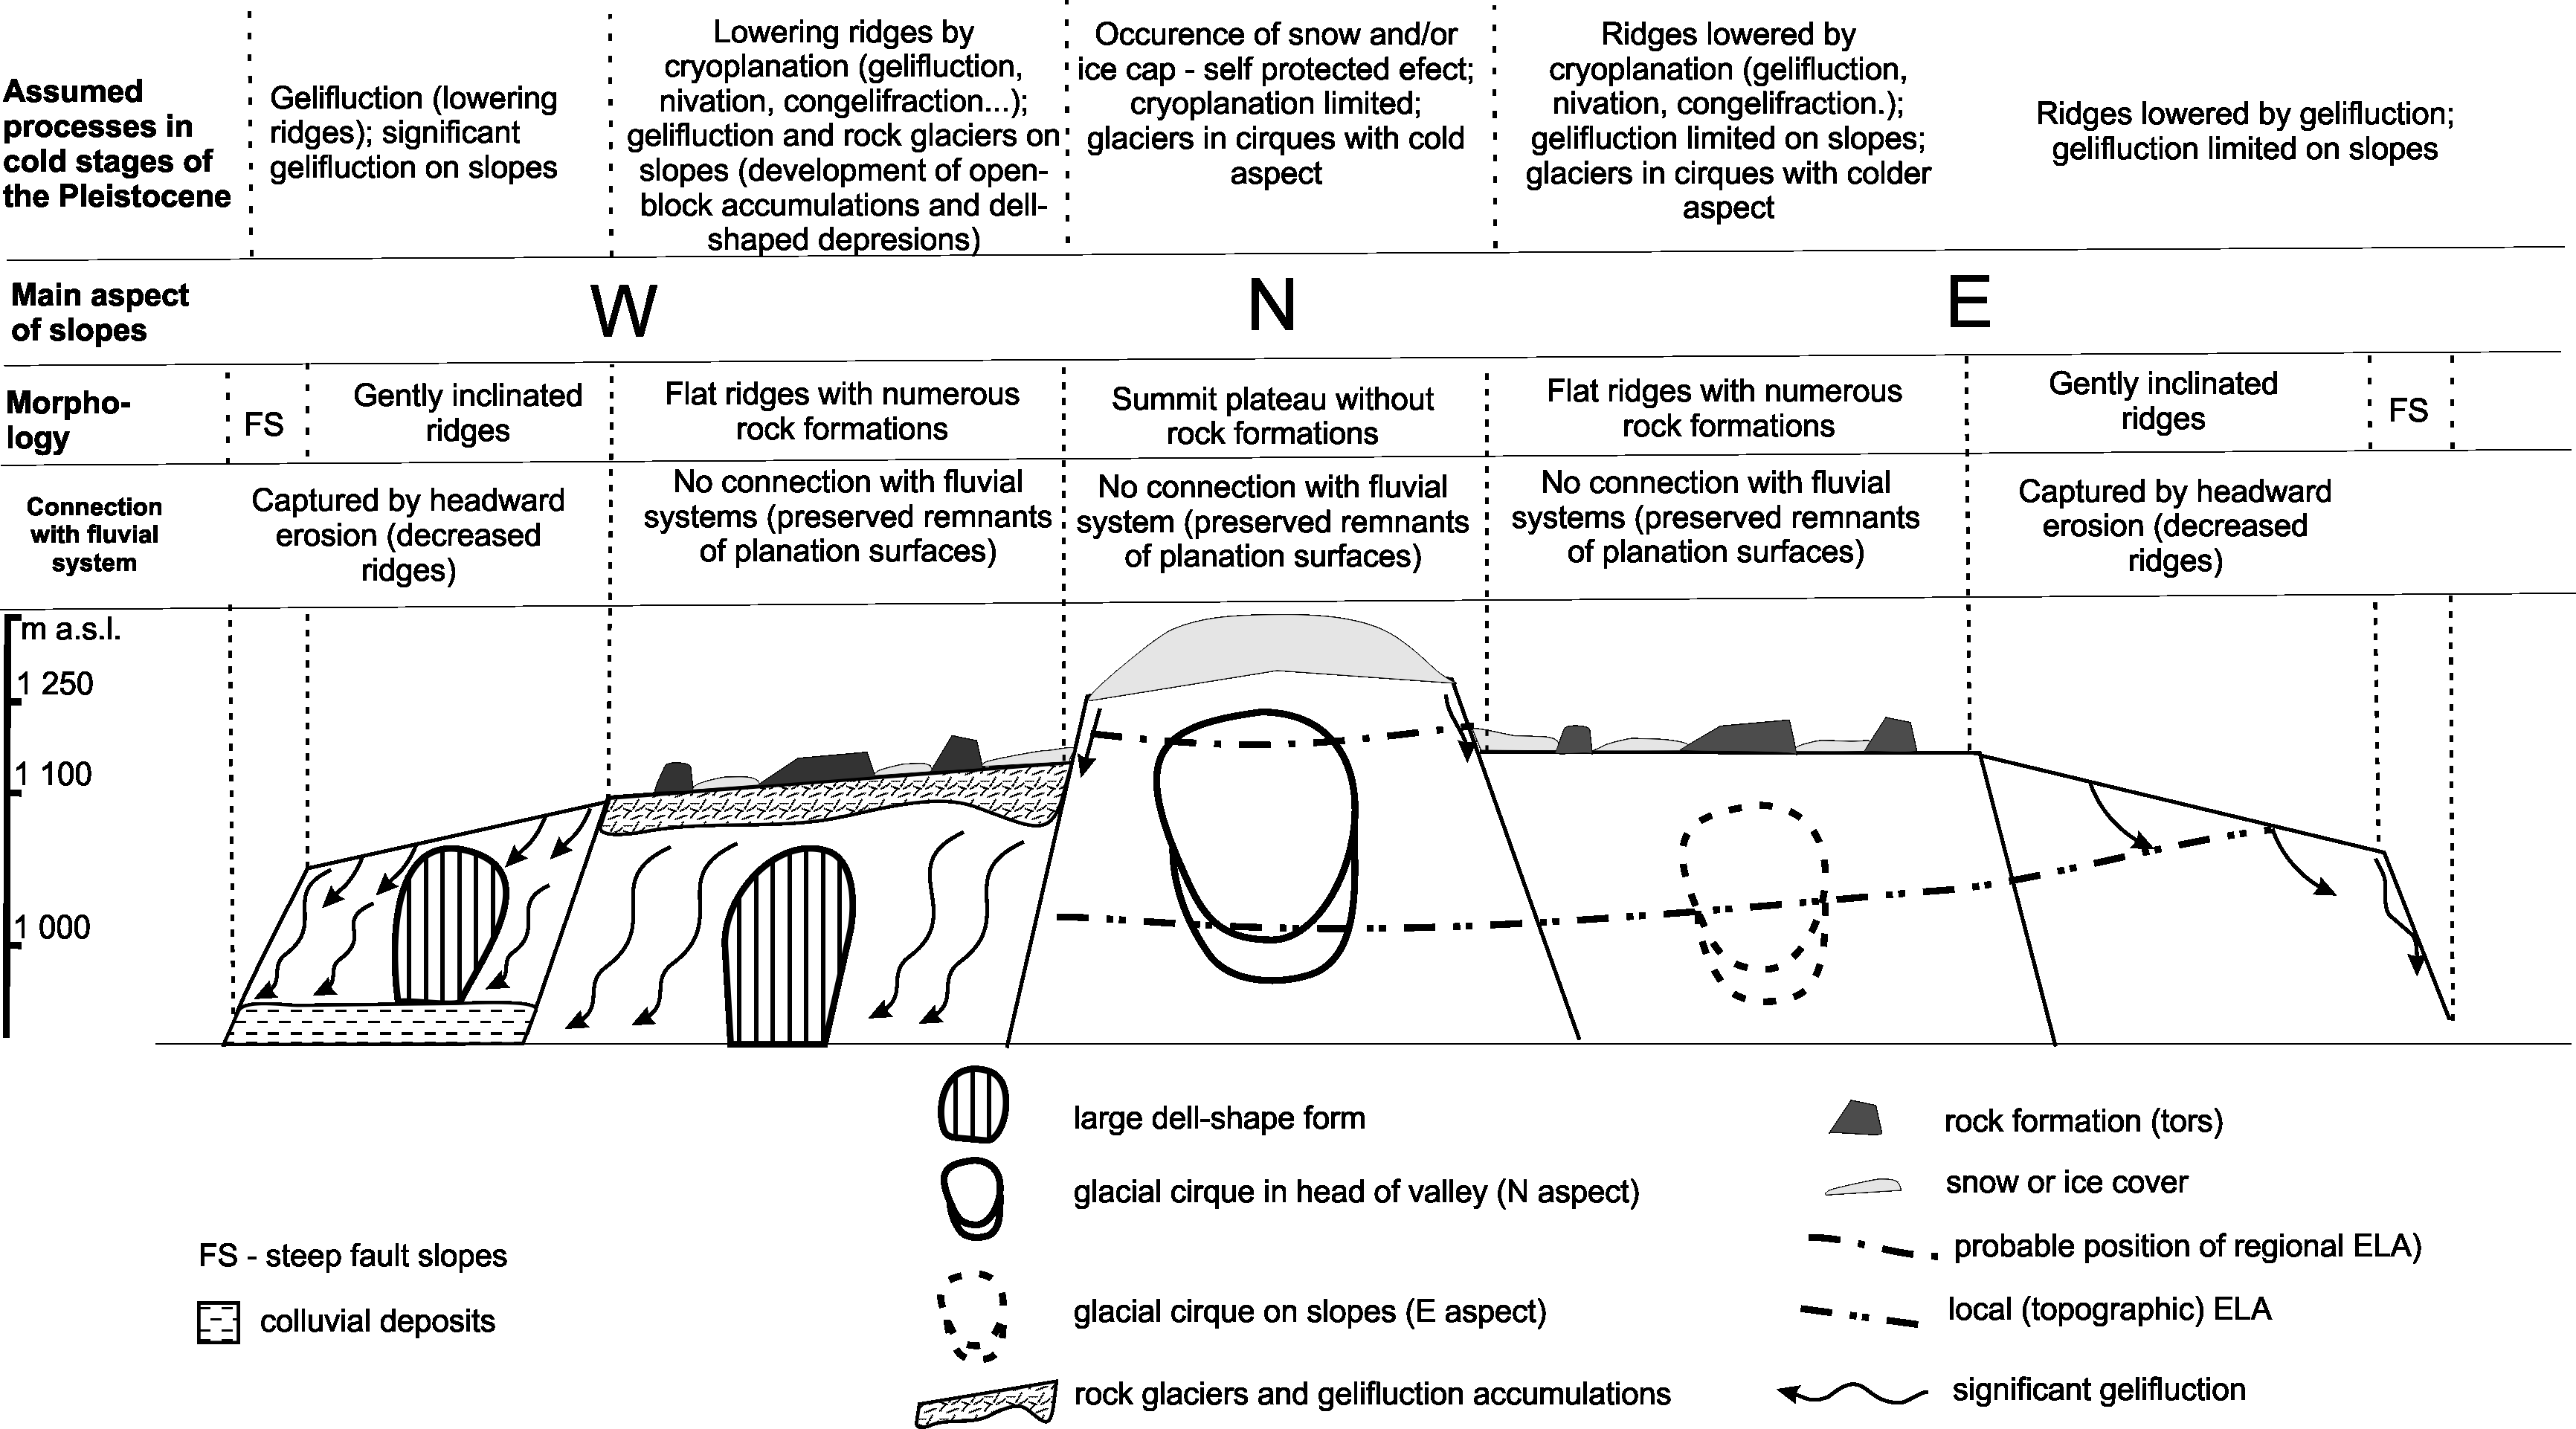 Assumed
processes in
cold stages of
the Pleistocene
Gelifluction (lowering
ridges); significant
gelifluction on slopes
Lowering ridges by
cryoplanation (gelifluction,
nivation, congelifraction...);
gelifluction and rock glaciers on
slopes (development of open-
block accumulations and dell-
shaped depresions)
Occurence of snow and/or
ice cap - self protected efect;
cryoplanation limited;
glaciers in cirques with cold
aspect
Ridges lowered by
cryoplanation (gelifluction,
nivation, congelifraction.);
gelifluction limited on slopes;
glaciers in cirques with colder
aspect
Ridges lowered by gelifluction;
gelifluction limited on slopes
Main aspect
of slopes
W
N
E
Morpho-
logy
FS
Gently inclinated
ridges
Flat ridges with numerous
rock formations
Summit plateau without
rock formations
Flat ridges with numerous
rock formations
Gently inclinated
ridges
FS
Connection
with fluvial
system
Captured by headward
erosion (decreased
ridges)
No connection with fluvial
systems (preserved remnants
of planation surfaces)
No connection with fluvial
system (preserved remnants
of planation surfaces)
No connection with fluvial
systems (preserved remnants
of planation surfaces)
Captured by headward
erosion (decreased
ridges)
m a.s.l.
1 250
1 100
1 000
FS - steep fault slopes
colluvial deposits
large dell-shape form
glacial cirque in head of valley (N aspect)
glacial cirque on slopes (E aspect)
rock glaciers and gelifluction accumulations
rock formation (tors)
snow or ice cover
probable position of regional ELA)
local (topographic) ELA
significant gelifluction